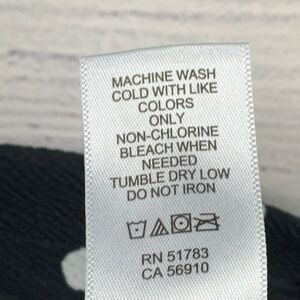 MACHINE WASH
COLD WITH LIKE
COLORS
ONLY
NON-CHLORINE
BLEACH WHEN
NEEDED
TUMBLE DRY LOW
DO NOT IRON
RN 51783
CA 56910